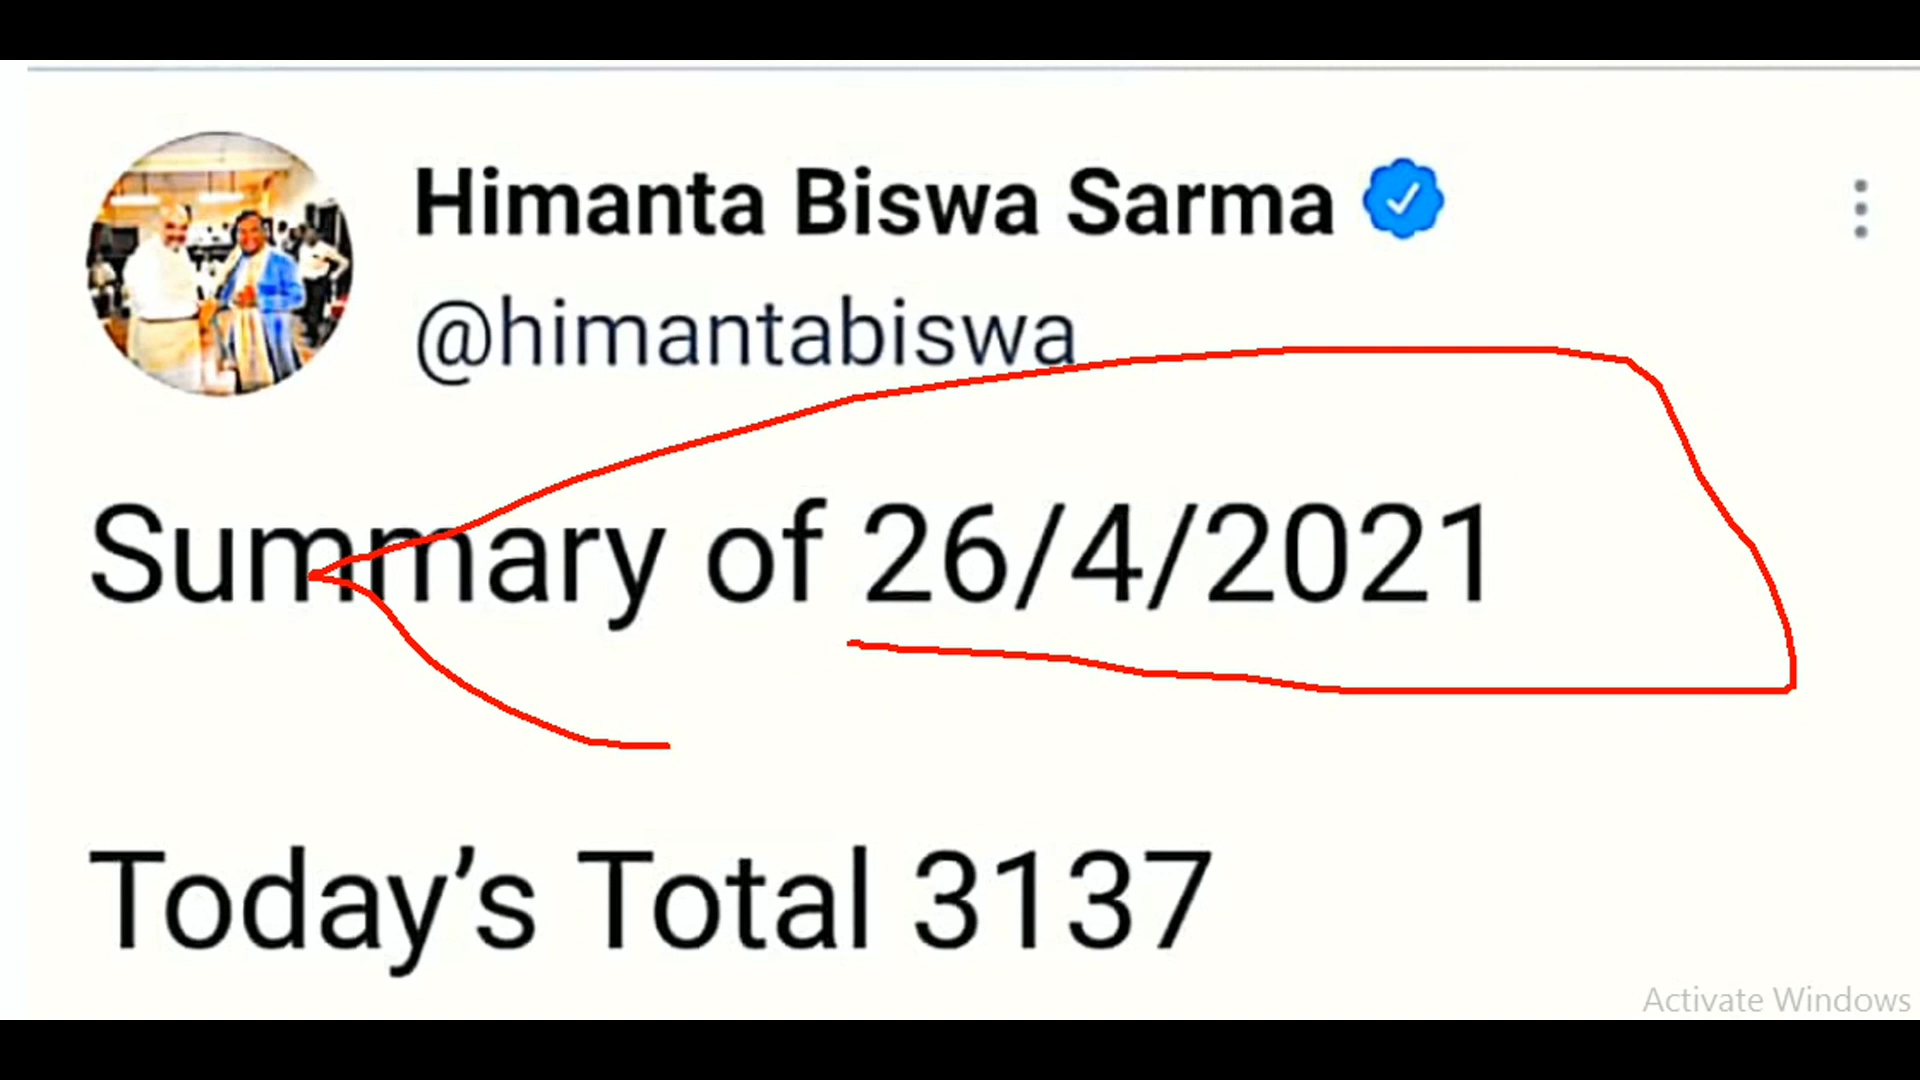 Himanta Biswa Sarma
@himantabiswa
Summary of 26/4/2021
Today’s Total 3137
Activate Windows